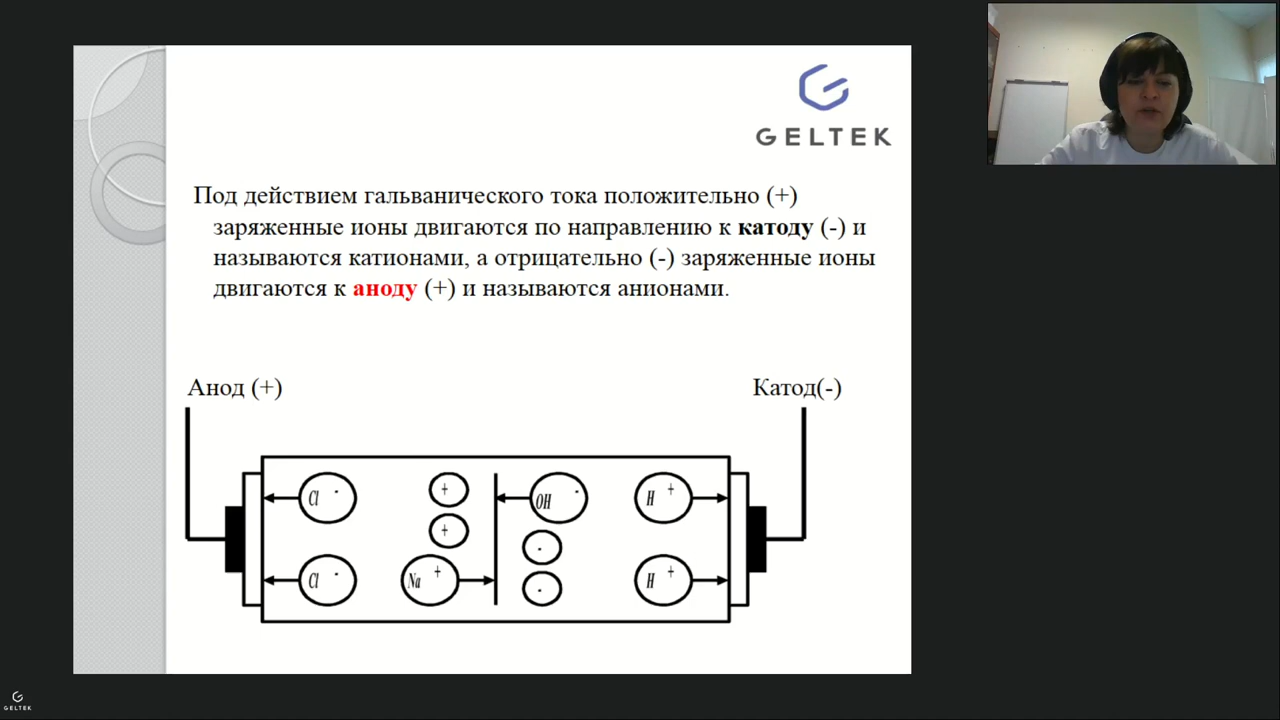 GELTEK
Под действием гальванического тока положительно (+)
заряженные ионы двигаются по направлению к катоду (-) и
называются катионами, а отрицательно (-) заряженные ионы
двигаются к аноду (+) и называются анионами.
Анод (+)
Катод(-)
Cl -
+
OH -
H +
+
-
Cl -
Na +
-
H +
GELTEK